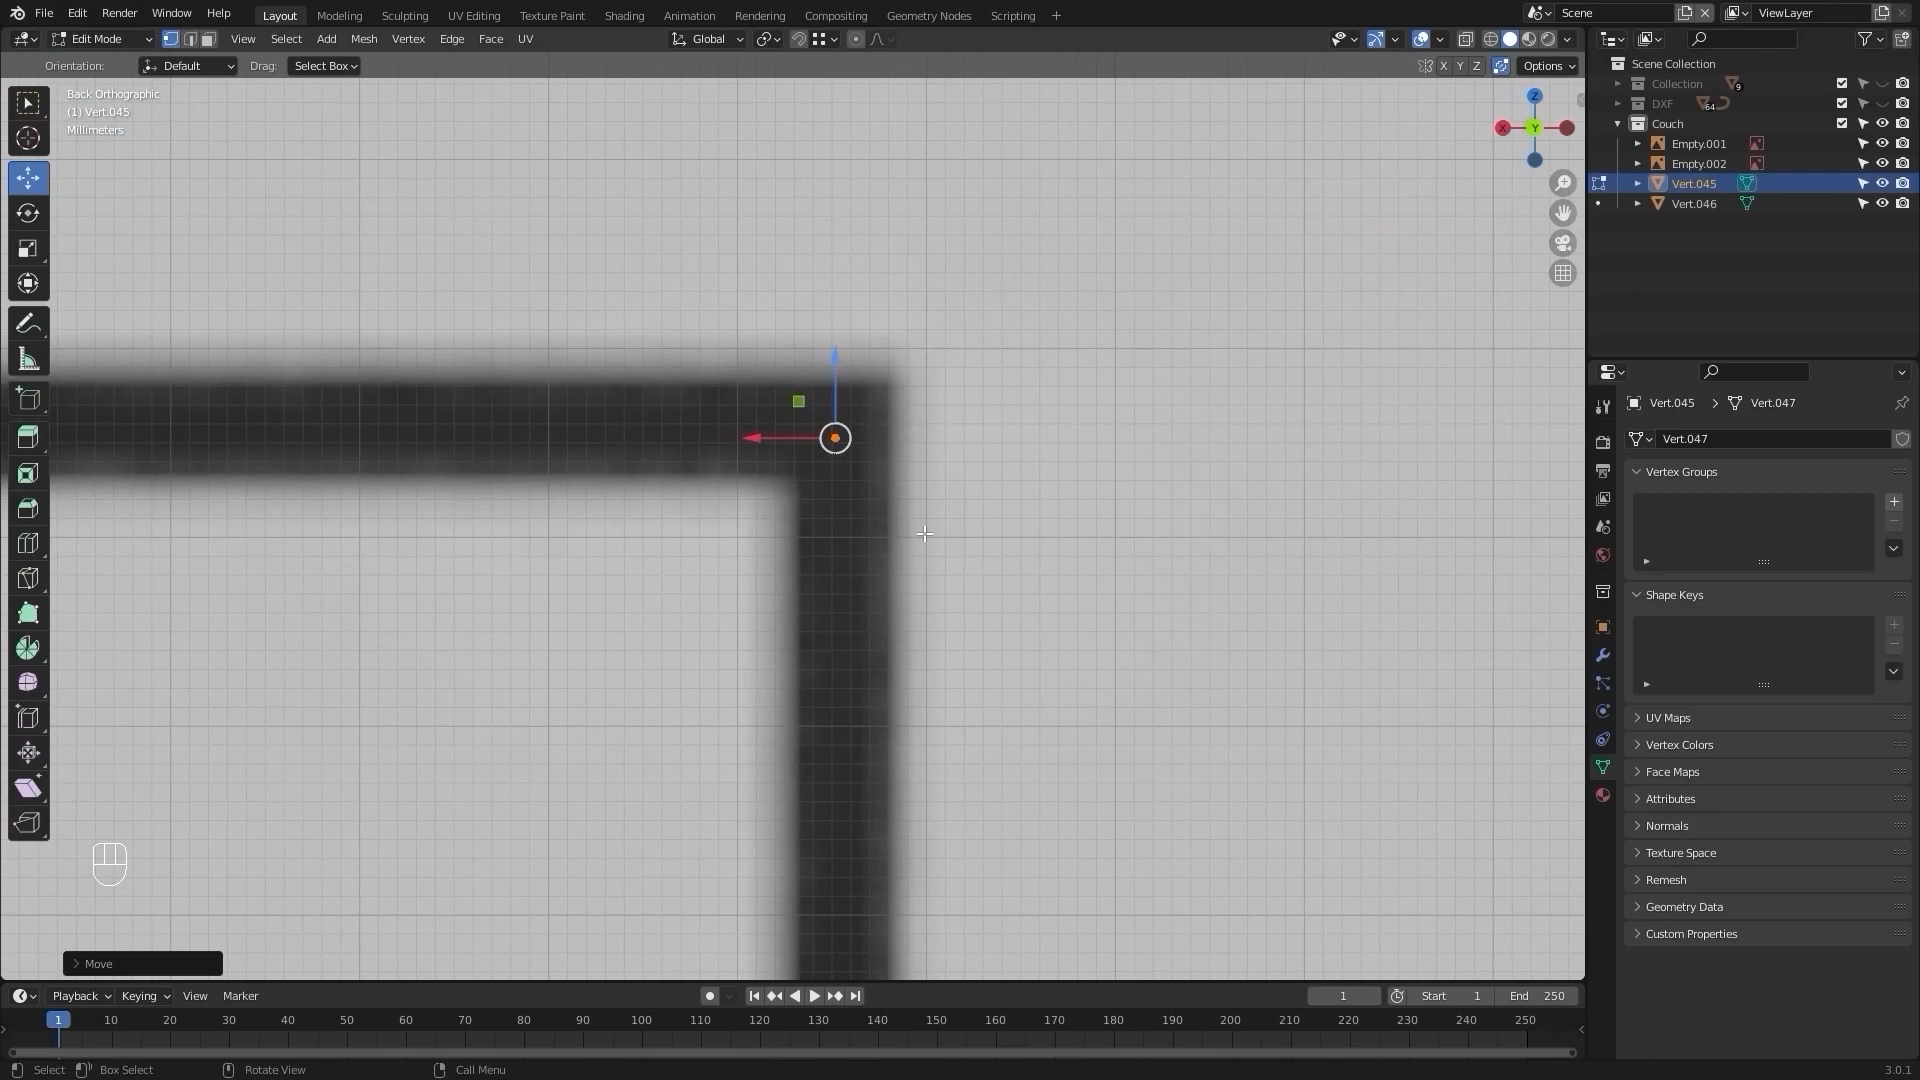 File Edit Render Window Help Layout Modeling Sculpting UV Editing Texture Paint Shading Animation Rendering Compositing Geometry Nodes Scripting + Scene ViewLayer
Edit Mode View Select Add Mesh Vertex Edge Face UV Global
Orientation: Default Drag: Select Box X Y Z Options
Back Orthographic
(1) Vert.045
Millimeters
Z
X Y
Scene Collection
Collection 9
DXF 64
Couch
Empty.001
Empty.002
Vert.045
Vert.046
Vert.045 > Vert.047
Vert.047
Vertex Groups
Shape Keys
UV Maps
Vertex Colors
Face Maps
Attributes
Normals
Texture Space
Remesh
Geometry Data
Custom Properties
> Move
Playback Keying View Marker 1 Start 1 End 250
1 10 20 30 40 50 60 70 80 90 100 110 120 130 140 150 160 170 180 190 200 210 220 230 240 250
Select Box Select Rotate View Call Menu 3.0.1